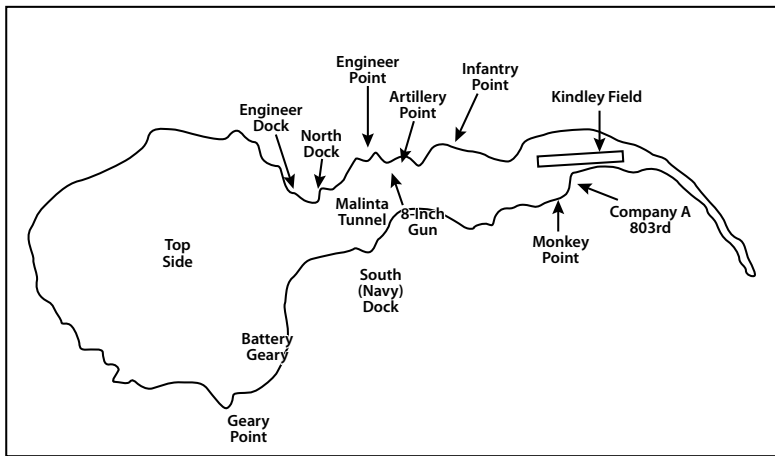 Engineer
Point
Infantry
Point
Artillery
Point
Kindley Field
Engineer
Dock
North
Dock
Malinta
Tunnel
8-inch
Gun
Company A
803rd
Monkey
Point
Top
Side
South
(Navy)
Dock
Battery
Geary
Geary
Point